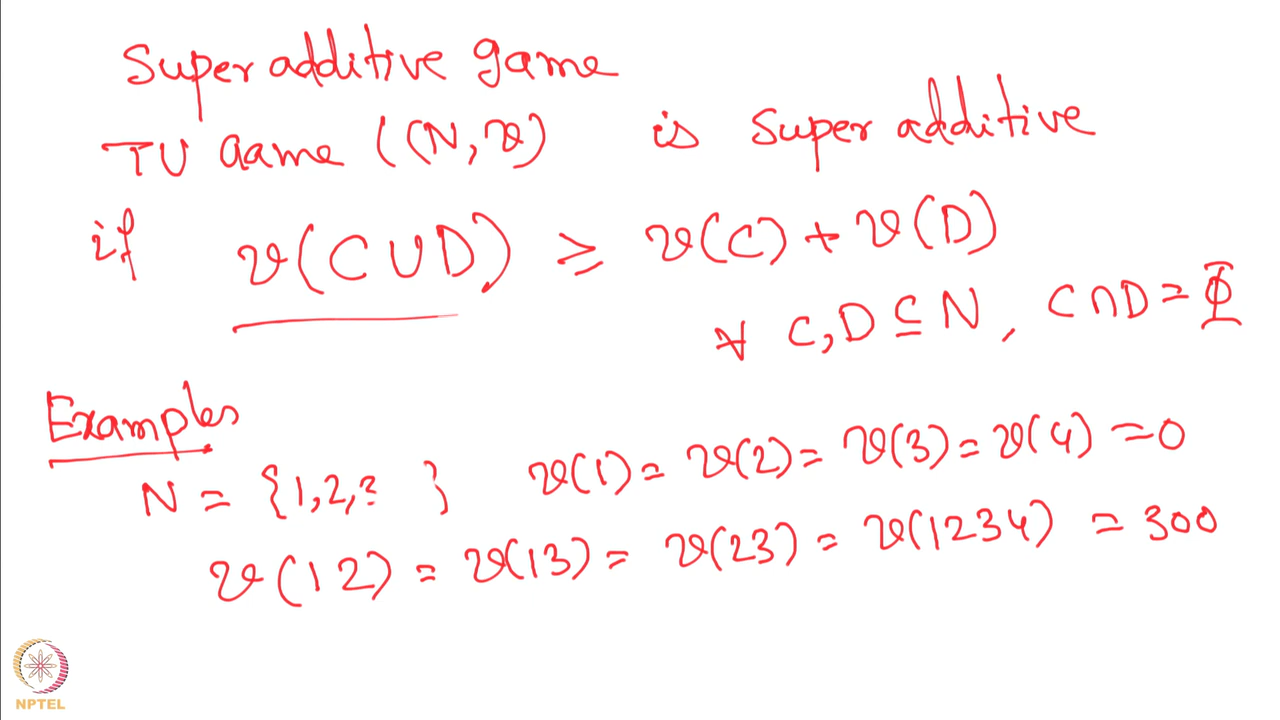 Super additive game
TU Game ((N, v) is Super additive
if v(C ∪ D) ≥ v(C) + v(D)
∀ C, D ⊆ N, C ∩ D = Φ
Examples
N = {1, 2, 3 } v(1) = v(2) = v(3) = v(4) = 0
v(12) = v(13) = v(23) = v(1234) = 300
NPTEL